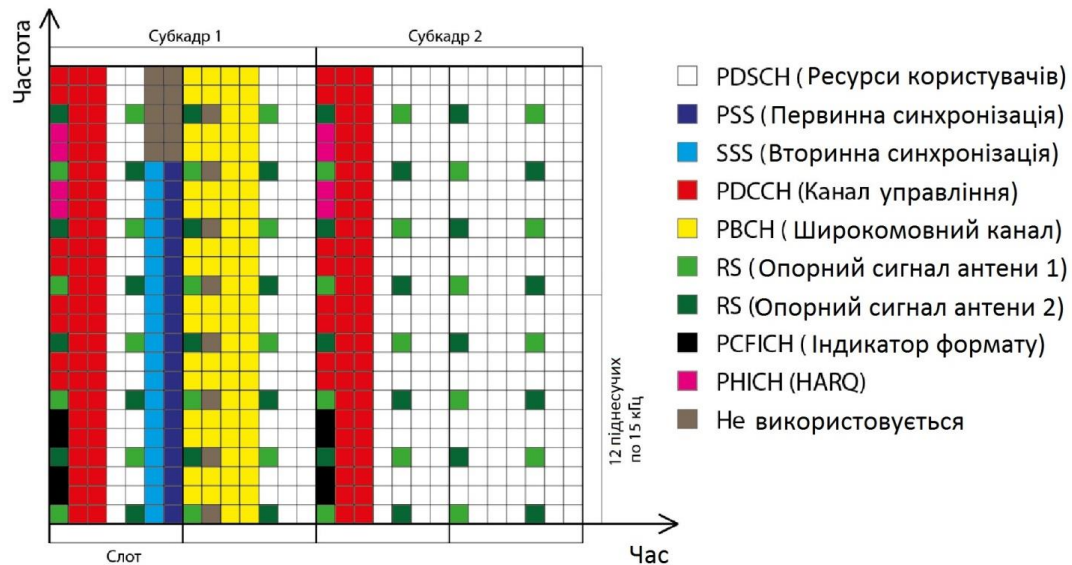 Частота
Субкадр 1
Субкадр 2
PDSCH ( Ресурси користувачів)
PSS ( Первинна синхронізація)
SSS ( Вторинна синхронізація)
PDCCH (Канал управління)
PBCH ( Широкомовний канал)
RS ( Опорний сигнал антени 1)
RS ( Опорний сигнал антени 2)
PCFICH ( Індикатор формату)
PHICH (HARQ)
Не використовується
12 піднесучих
по 15 кГц
Слот
Час